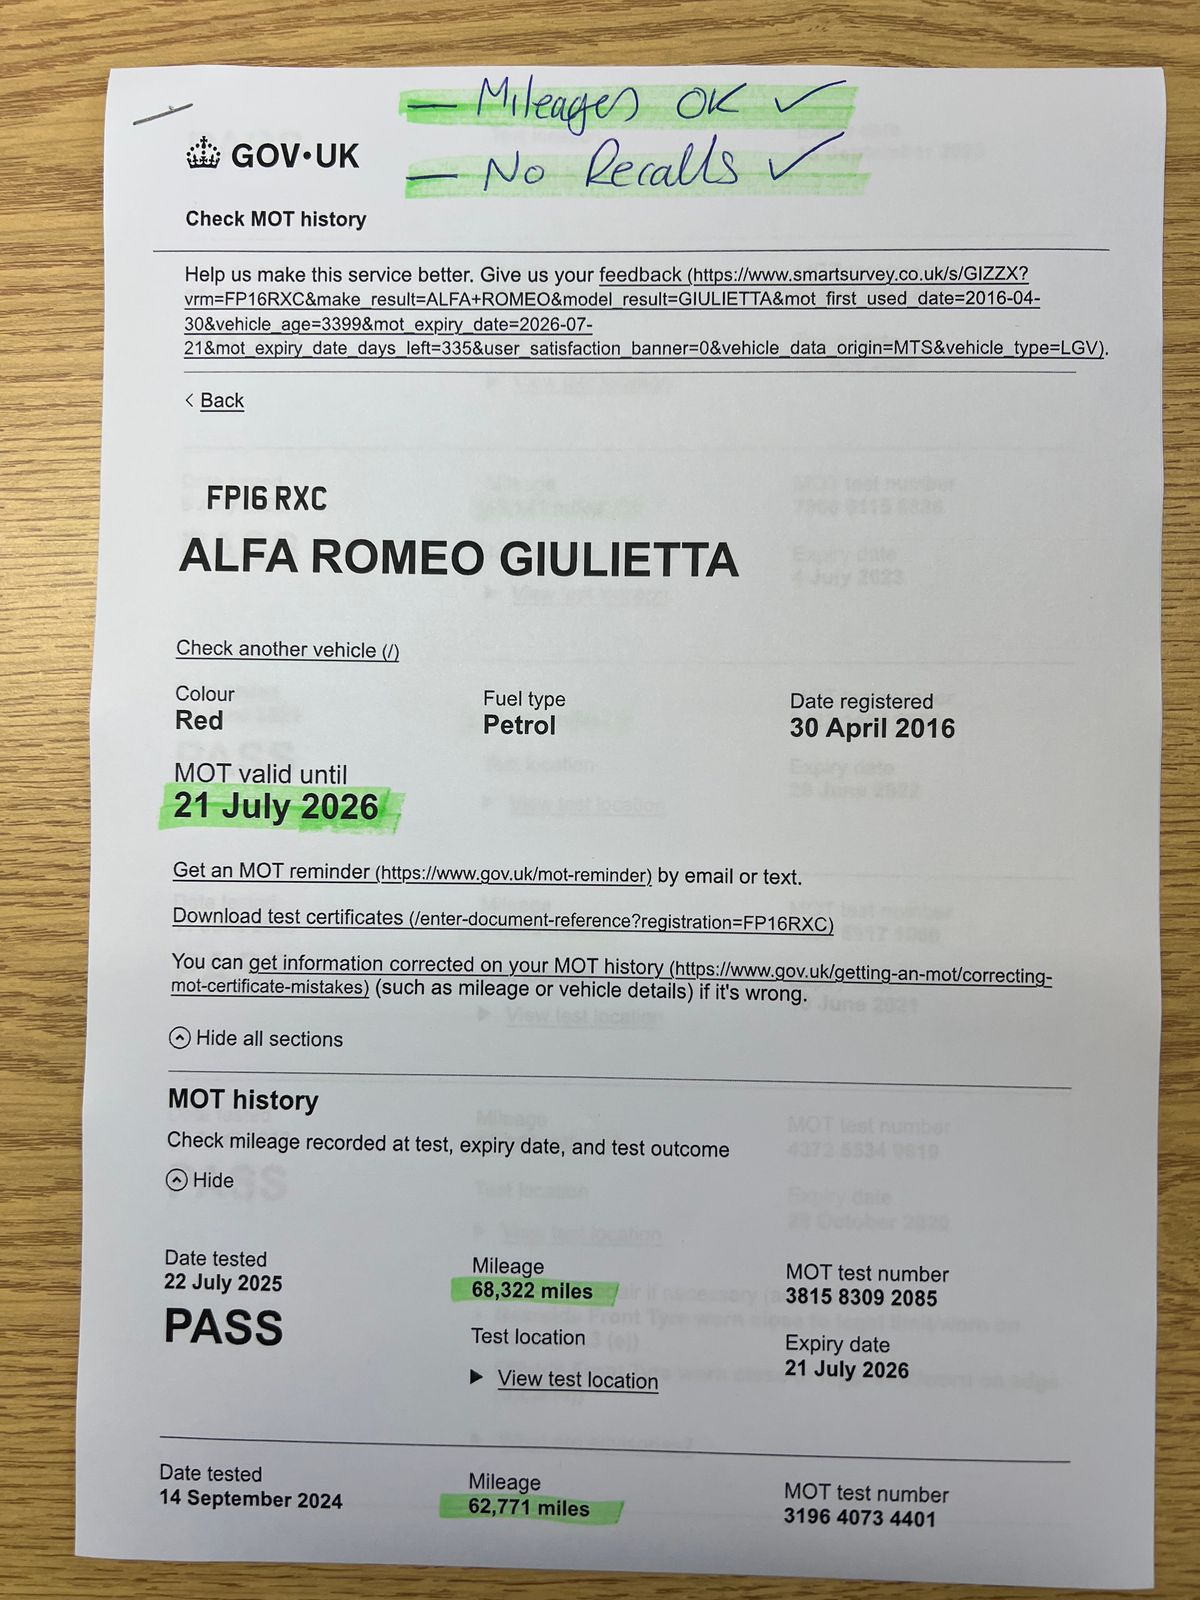 — Mileages OK ✓
— No Recalls ✓
GOV•UK
Check MOT history
Help us make this service better. Give us your feedback (https://www.smartsurvey.co.uk/s/GIZZX?
vrm=FP16RXC&make_result=ALFA+ROMEO&model_result=GIULIETTA&mot_first_used_date=2016-04-
30&vehicle_age=3399&mot_expiry_date=2026-07-
21&mot_expiry_date_days_left=335&user_satisfaction_banner=0&vehicle_data_origin=MTS&vehicle_type=LGV).
< Back
FP16 RXC
ALFA ROMEO GIULIETTA
Check another vehicle (/)
Colour Fuel type Date registered
Red Petrol 30 April 2016
MOT valid until
21 July 2026
Get an MOT reminder (https://www.gov.uk/mot-reminder) by email or text.
Download test certificates (/enter-document-reference?registration=FP16RXC)
You can get information corrected on your MOT history (https://www.gov.uk/getting-an-mot/correcting-
mot-certificate-mistakes) (such as mileage or vehicle details) if it's wrong.
Hide all sections
MOT history
Check mileage recorded at test, expiry date, and test outcome
Hide
Date tested Mileage MOT test number
22 July 2025 68,322 miles 3815 8309 2085
PASS Test location Expiry date
▶ View test location 21 July 2026
Date tested Mileage MOT test number
14 September 2024 62,771 miles 3196 4073 4401